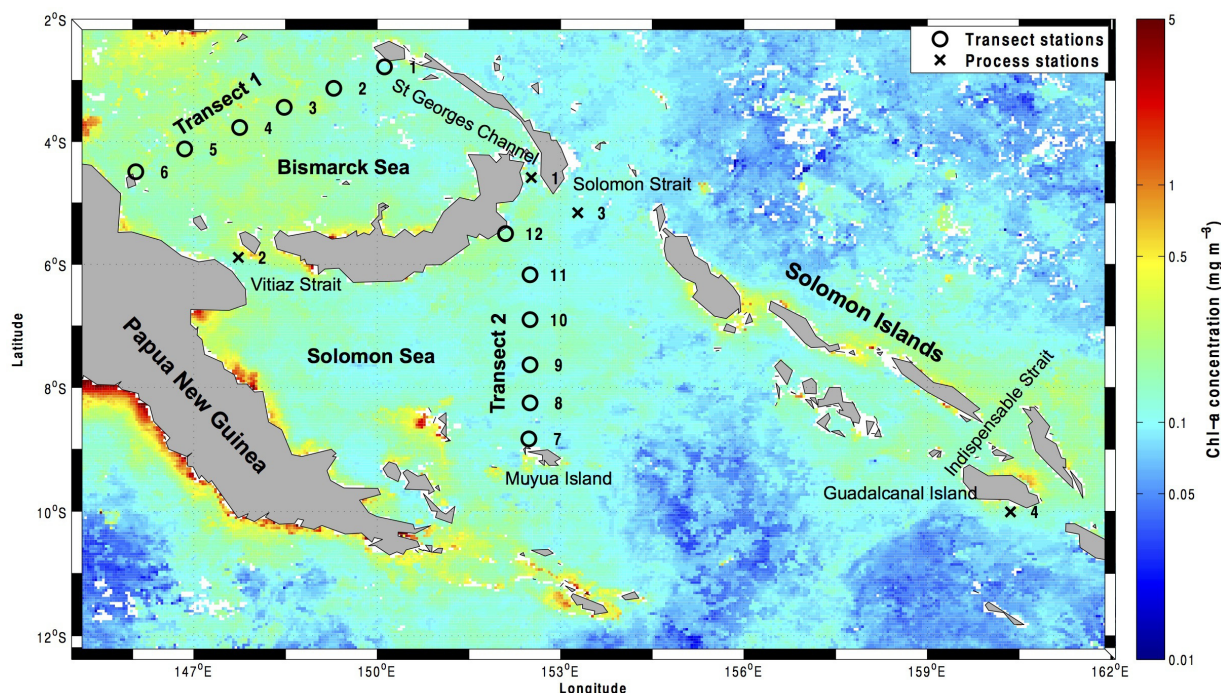 2°S
4°S
6°S
8°S
10°S
12°S
Latitude
147°E
150°E
153°E
156°E
159°E
162°E
Longitude
Transect stations
Process stations
Transect 1
1
2
3
4
5
6
St Georges Channel
Bismarck Sea
1
Solomon Strait
3
12
2
Vitiaz Strait
11
Solomon Islands
10
Papua New Guinea
Solomon Sea
Transect 2
9
8
7
Muyua Island
Indispensable Strait
Guadalcanal Island
4
5
1
0.5
0.1
0.05
0.01
Chl-a concentration (mg m⁻³)